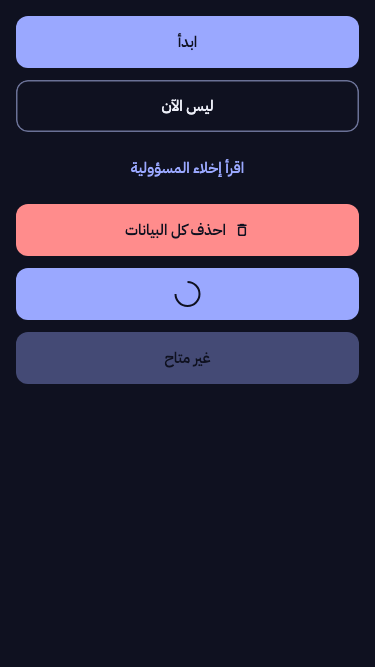 ابدأ
ليس الآن
اقرأ إخلاء المسؤولية
احذف كل البيانات
غير متاح